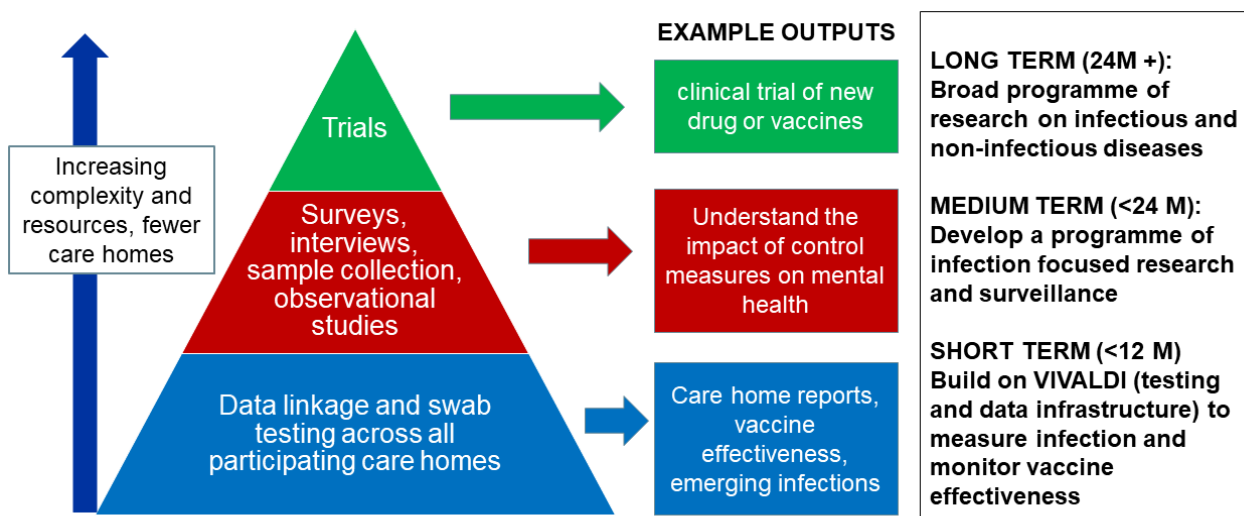 Increasing
complexity and
resources, fewer
care homes
Trials
Surveys,
interviews,
sample collection,
observational
studies
Data linkage and swab
testing across all
participating care homes
EXAMPLE OUTPUTS
clinical trial of new
drug or vaccines
Understand the
impact of control
measures on mental
health
Care home reports,
vaccine
effectiveness,
emerging infections
LONG TERM (24M +):
Broad programme of
research on infectious and
non-infectious diseases
MEDIUM TERM (<24 M):
Develop a programme of
infection focused research
and surveillance
SHORT TERM (<12 M)
Build on VIVALDI (testing
and data infrastructure) to
measure infection and
monitor vaccine
effectiveness